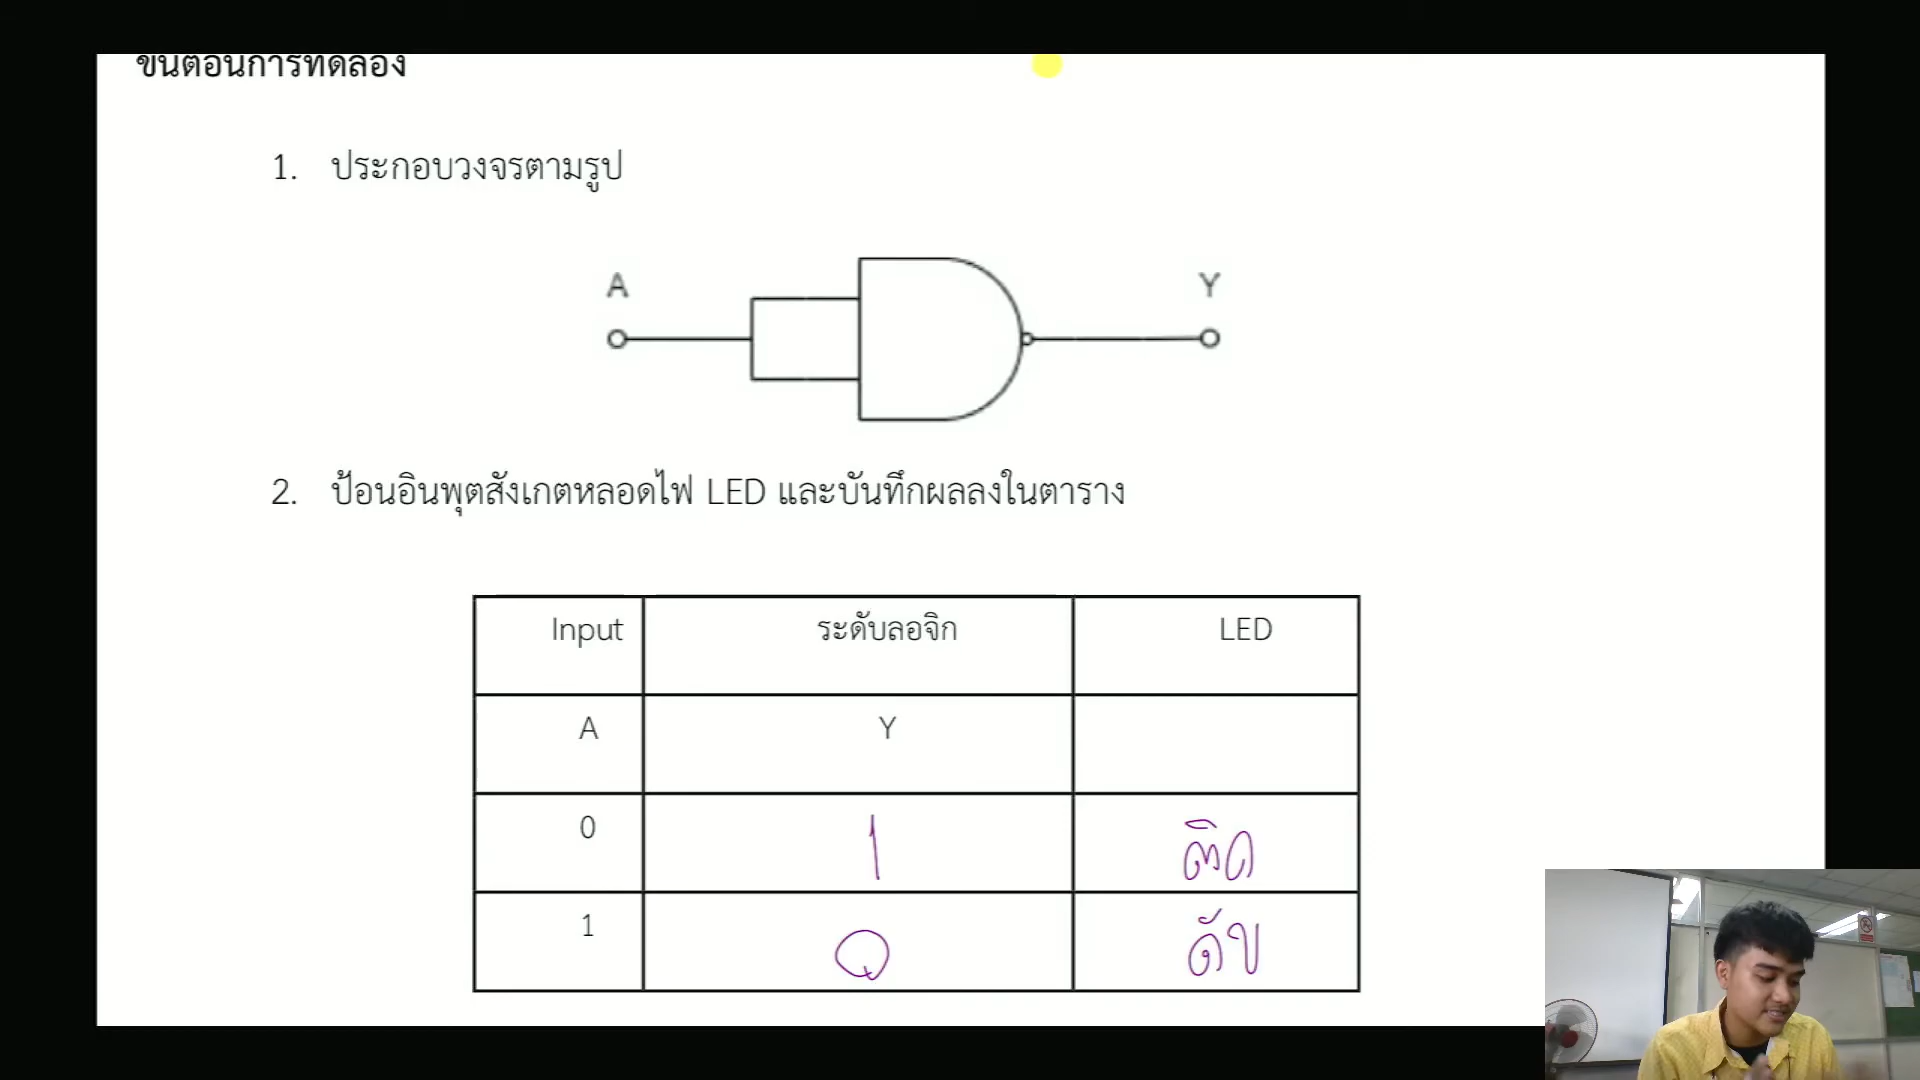 ขั้นตอนการทดลอง
1. ประกอบวงจรตามรูป
A Y
2. ป้อนอินพุตสังเกตหลอดไฟ LED และบันทึกผลลงในตาราง
Input ระดับลอจิก LED
A Y
0 1 ติด
1 0 ดับ